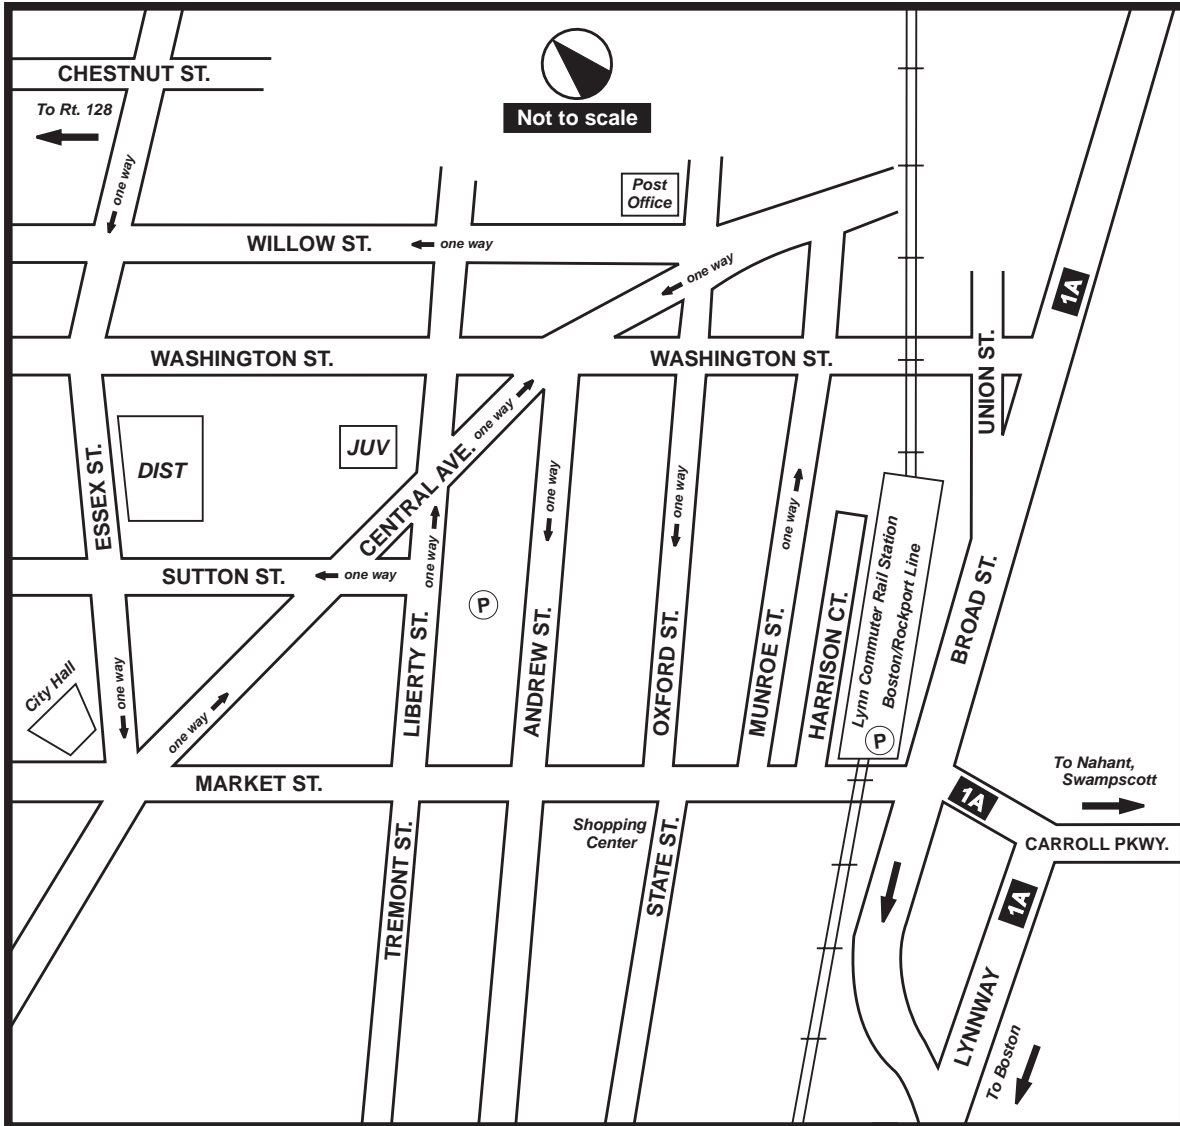 CHESTNUT ST.
To Rt. 128
one way
Not to scale
Post
Office
1A
WILLOW ST.
one way
one way
WASHINGTON ST.
WASHINGTON ST.
UNION ST.
DIST
JUV
ESSEX ST.
CENTRAL AVE.
one way
one way
one way
one way
one way
SUTTON ST.
one way
one way
P
LIBERTY ST.
ANDREW ST.
OXFORD ST.
MUNROE ST.
HARRISON CT.
Lynn Commuter Rail Station
Boston/Rockport Line
P
BROAD ST.
City Hall
one way
one way
MARKET ST.
To Nahant,
Swampscott
1A
CARROLL PKWY.
Shopping
Center
TREMONT ST.
STATE ST.
1A
LYNNWAY
To Boston